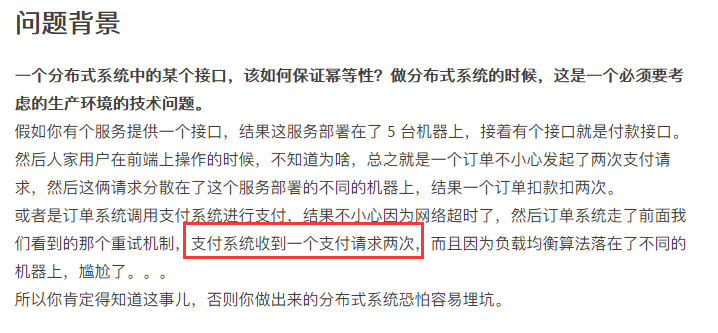 问题背景
一个分布式系统中的某个接口，该如何保证幂等性？做分布式系统的时候，这是一个必须要考
虑的生产环境的技术问题。
假如你有个服务提供一个接口，结果这服务部署在了 5 台机器上，接着有个接口就是付款接口。
然后人家用户在前端上操作的时候，不知道为啥，总之就是一个订单不小心发起了两次支付请
求，然后这俩请求分散在了这个服务部署的不同的机器上，结果一个订单扣款扣两次。
或者是订单系统调用支付系统进行支付，结果不小心因为网络超时了，然后订单系统走了前面我
们看到的那个重试机制，支付系统收到一个支付请求两次，而且因为负载均衡算法落在了不同的
机器上，尴尬了。。。
所以你肯定得知道这事儿，否则你做出来的分布式系统恐怕容易埋坑。